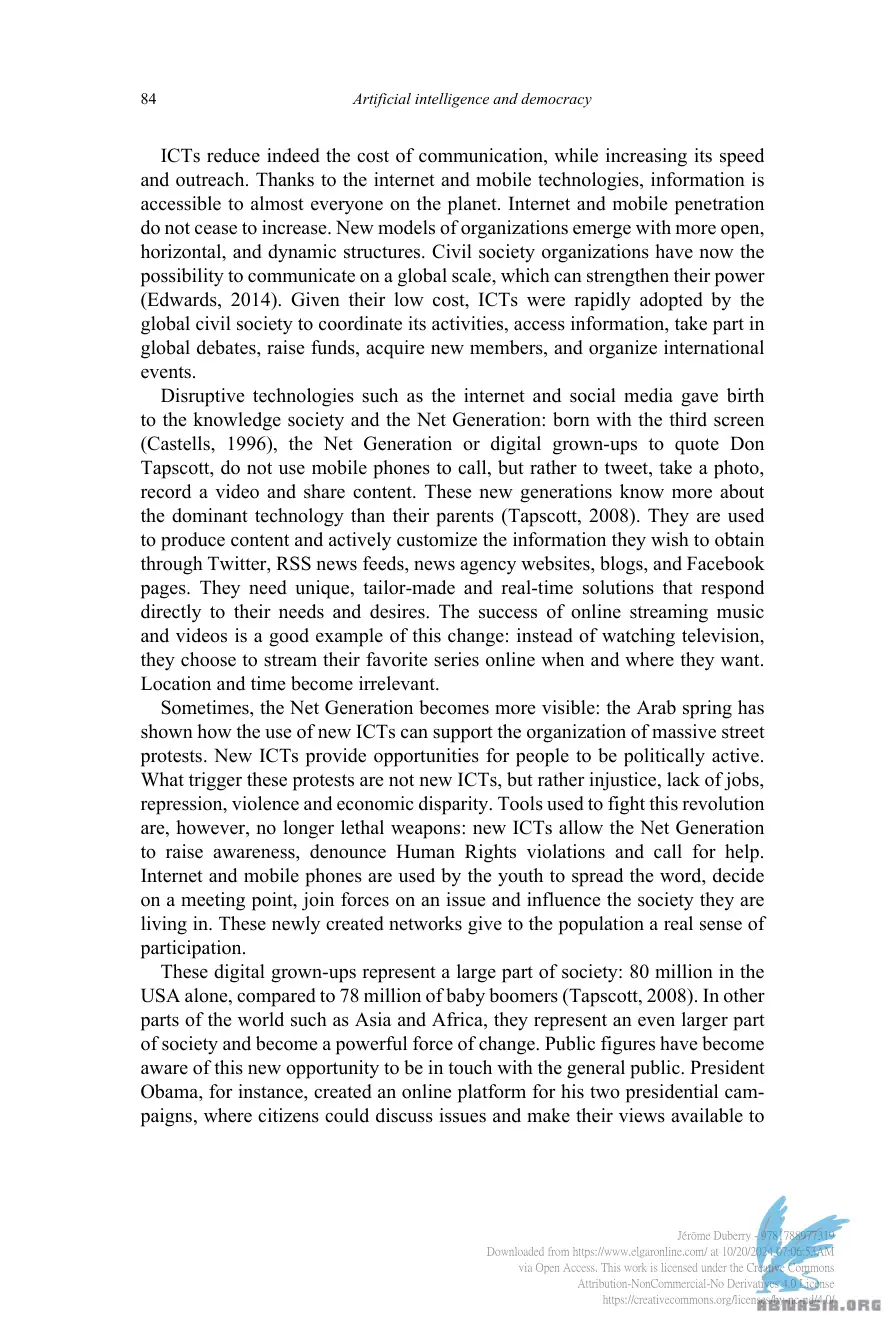 84
Artificial intelligence and democracy
ICTs reduce indeed the cost of communication, while increasing its speed
and outreach. Thanks to the internet and mobile technologies, information is
accessible to almost everyone on the planet. Internet and mobile penetration
do not cease to increase. New models of organizations emerge with more open,
horizontal, and dynamic structures. Civil society organizations have now the
possibility to communicate on a global scale, which can strengthen their power
(Edwards, 2014). Given their low cost, ICTs were rapidly adopted by the
global civil society to coordinate its activities, access information, take part in
global debates, raise funds, acquire new members, and organize international
events.
Disruptive technologies such as the internet and social media gave birth
to the knowledge society and the Net Generation: born with the third screen
(Castells, 1996), the Net Generation or digital grown-ups to quote Don
Tapscott, do not use mobile phones to call, but rather to tweet, take a photo,
record a video and share content. These new generations know more about
the dominant technology than their parents (Tapscott, 2008). They are used
to produce content and actively customize the information they wish to obtain
through Twitter, RSS news feeds, news agency websites, blogs, and Facebook
pages. They need unique, tailor-made and real-time solutions that respond
directly to their needs and desires. The success of online streaming music
and videos is a good example of this change: instead of watching television,
they choose to stream their favorite series online when and where they want.
Location and time become irrelevant.
Sometimes, the Net Generation becomes more visible: the Arab spring has
shown how the use of new ICTs can support the organization of massive street
protests. New ICTs provide opportunities for people to be politically active.
What trigger these protests are not new ICTs, but rather injustice, lack of jobs,
repression, violence and economic disparity. Tools used to fight this revolution
are, however, no longer lethal weapons: new ICTs allow the Net Generation
to raise awareness, denounce Human Rights violations and call for help.
Internet and mobile phones are used by the youth to spread the word, decide
on a meeting point, join forces on an issue and influence the society they are
living in. These newly created networks give to the population a real sense of
participation.
These digital grown-ups represent a large part of society: 80 million in the
USA alone, compared to 78 million of baby boomers (Tapscott, 2008). In other
parts of the world such as Asia and Africa, they represent an even larger part
of society and become a powerful force of change. Public figures have become
aware of this new opportunity to be in touch with the general public. President
Obama, for instance, created an online platform for his two presidential cam-
paigns, where citizens could discuss issues and make their views available to
Jérôme Duberry - 9781788977319
Downloaded from https://www.elgaronline.com/ at 10/20/2024 07:06:53AM
via Open Access. This work is licensed under the Creative Commons
Attribution-NonCommercial-No Derivatives 4.0 License
https://creativecommons.org/licenses/by-nc-nd/4.0/
ABNASIA.ORG